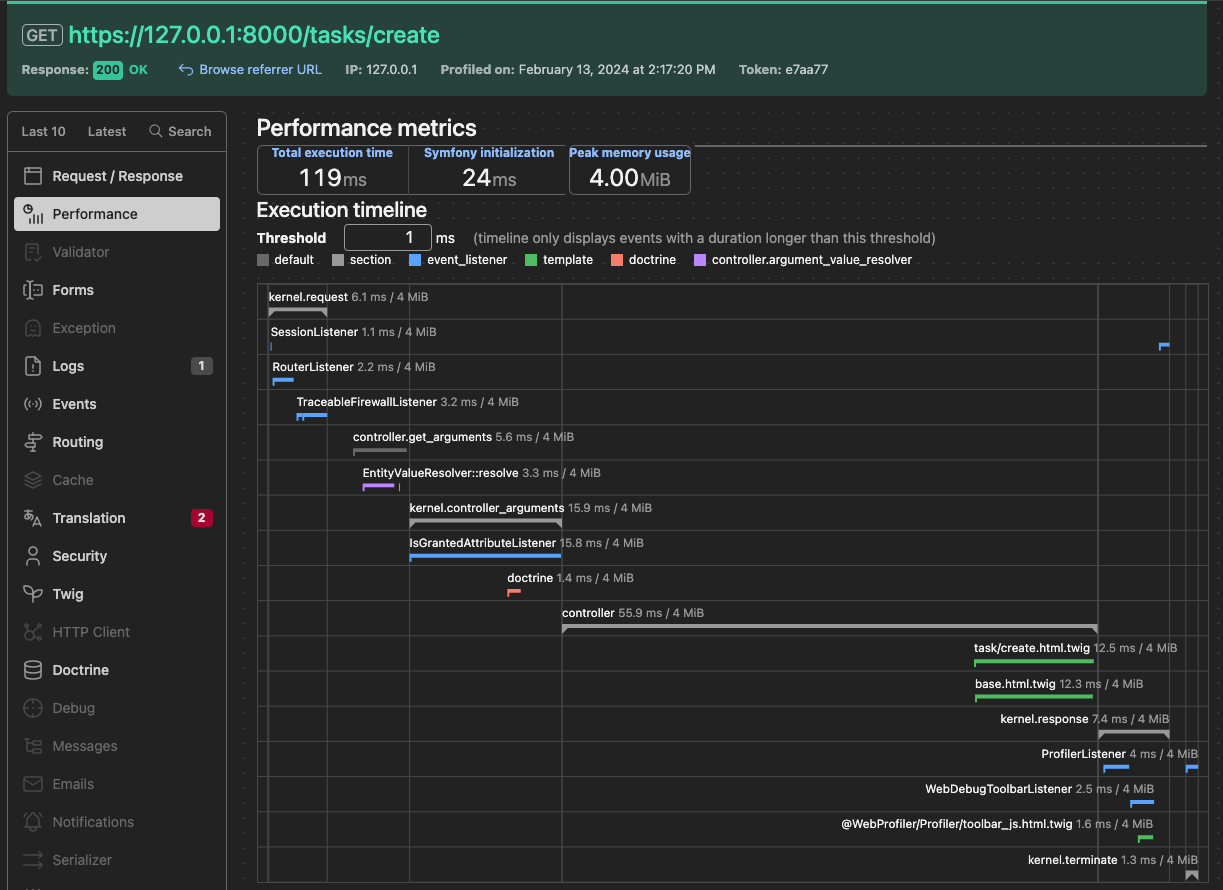 GET https://127.0.0.1:8000/tasks/create
Response: 200 OK Browse referrer URL IP: 127.0.0.1 Profiled on: February 13, 2024 at 2:17:20 PM Token: e7aa77
Last 10 Latest Search
Request / Response
Performance
Validator
Forms
Exception
Logs 1
Events
Routing
Cache
Translation 2
Security
Twig
HTTP Client
Doctrine
Debug
Messages
Emails
Notifications
Serializer
Performance metrics
Total execution time Symfony initialization Peak memory usage
119 ms 24 ms 4.00 MiB
Execution timeline
Threshold 1 ms (timeline only displays events with a duration longer than this threshold)
default section event_listener template doctrine controller.argument_value_resolver
kernel.request 6.1 ms / 4 MiB
SessionListener 1.1 ms / 4 MiB
RouterListener 2.2 ms / 4 MiB
TraceableFirewallListener 3.2 ms / 4 MiB
controller.get_arguments 5.6 ms / 4 MiB
EntityValueResolver::resolve 3.3 ms / 4 MiB
kernel.controller_arguments 15.9 ms / 4 MiB
IsGrantedAttributeListener 15.8 ms / 4 MiB
doctrine 1.4 ms / 4 MiB
controller 55.9 ms / 4 MiB
task/create.html.twig 12.5 ms / 4 MiB
base.html.twig 12.3 ms / 4 MiB
kernel.response 7.4 ms / 4 MiB
ProfilerListener 4 ms / 4 MiB
WebDebugToolbarListener 2.5 ms / 4 MiB
@WebProfiler/Profiler/toolbar_js.html.twig 1.6 ms / 4 MiB
kernel.terminate 1.3 ms / 4 MiB